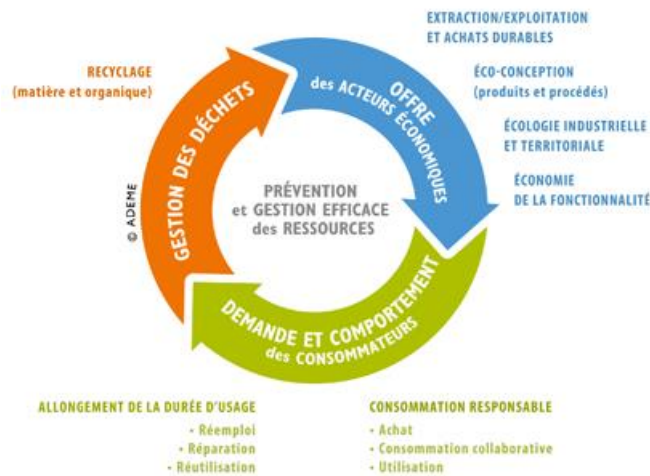 EXTRACTION/EXPLOITATION
ET ACHATS DURABLES
RECYCLAGE
(matière et organique)
ÉCO-CONCEPTION
(produits et procédés)
ÉCOLOGIE INDUSTRIELLE
ET TERRITORIALE
ÉCONOMIE
DE LA FONCTIONNALITÉ
OFFRE
des ACTEURS ÉCONOMIQUES
GESTION DES DÉCHETS
© ADEME
PRÉVENTION
et GESTION EFFICACE
des RESSOURCES
DEMANDE ET COMPORTEMENT
des CONSOMMATEURS
ALLONGEMENT DE LA DURÉE D'USAGE
• Réemploi
• Réparation
• Réutilisation
CONSOMMATION RESPONSABLE
• Achat
• Consommation collaborative
• Utilisation